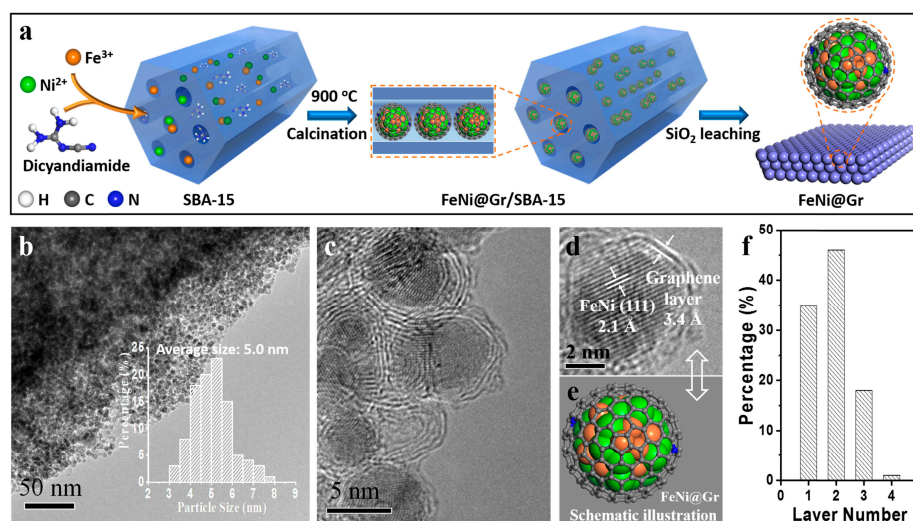 a
Fe³⁺
Ni²⁺
Dicyandiamide
H C N
SBA-15
900 °C
Calcination
FeNi@Gr/SBA-15
SiO₂ leaching
FeNi@Gr
b
Average size: 5.0 nm
Percentage (%)
25
20
15
10
5
0
2 3 4 5 6 7 8 9
Particle Size (nm)
50 nm
c
5 nm
d
Graphene
layer
3.4 Å
FeNi (111)
2.1 Å
2 nm
e
FeNi@Gr
Schematic illustration
f
Percentage (%)
50
40
30
20
10
0
1 2 3 4
Layer Number